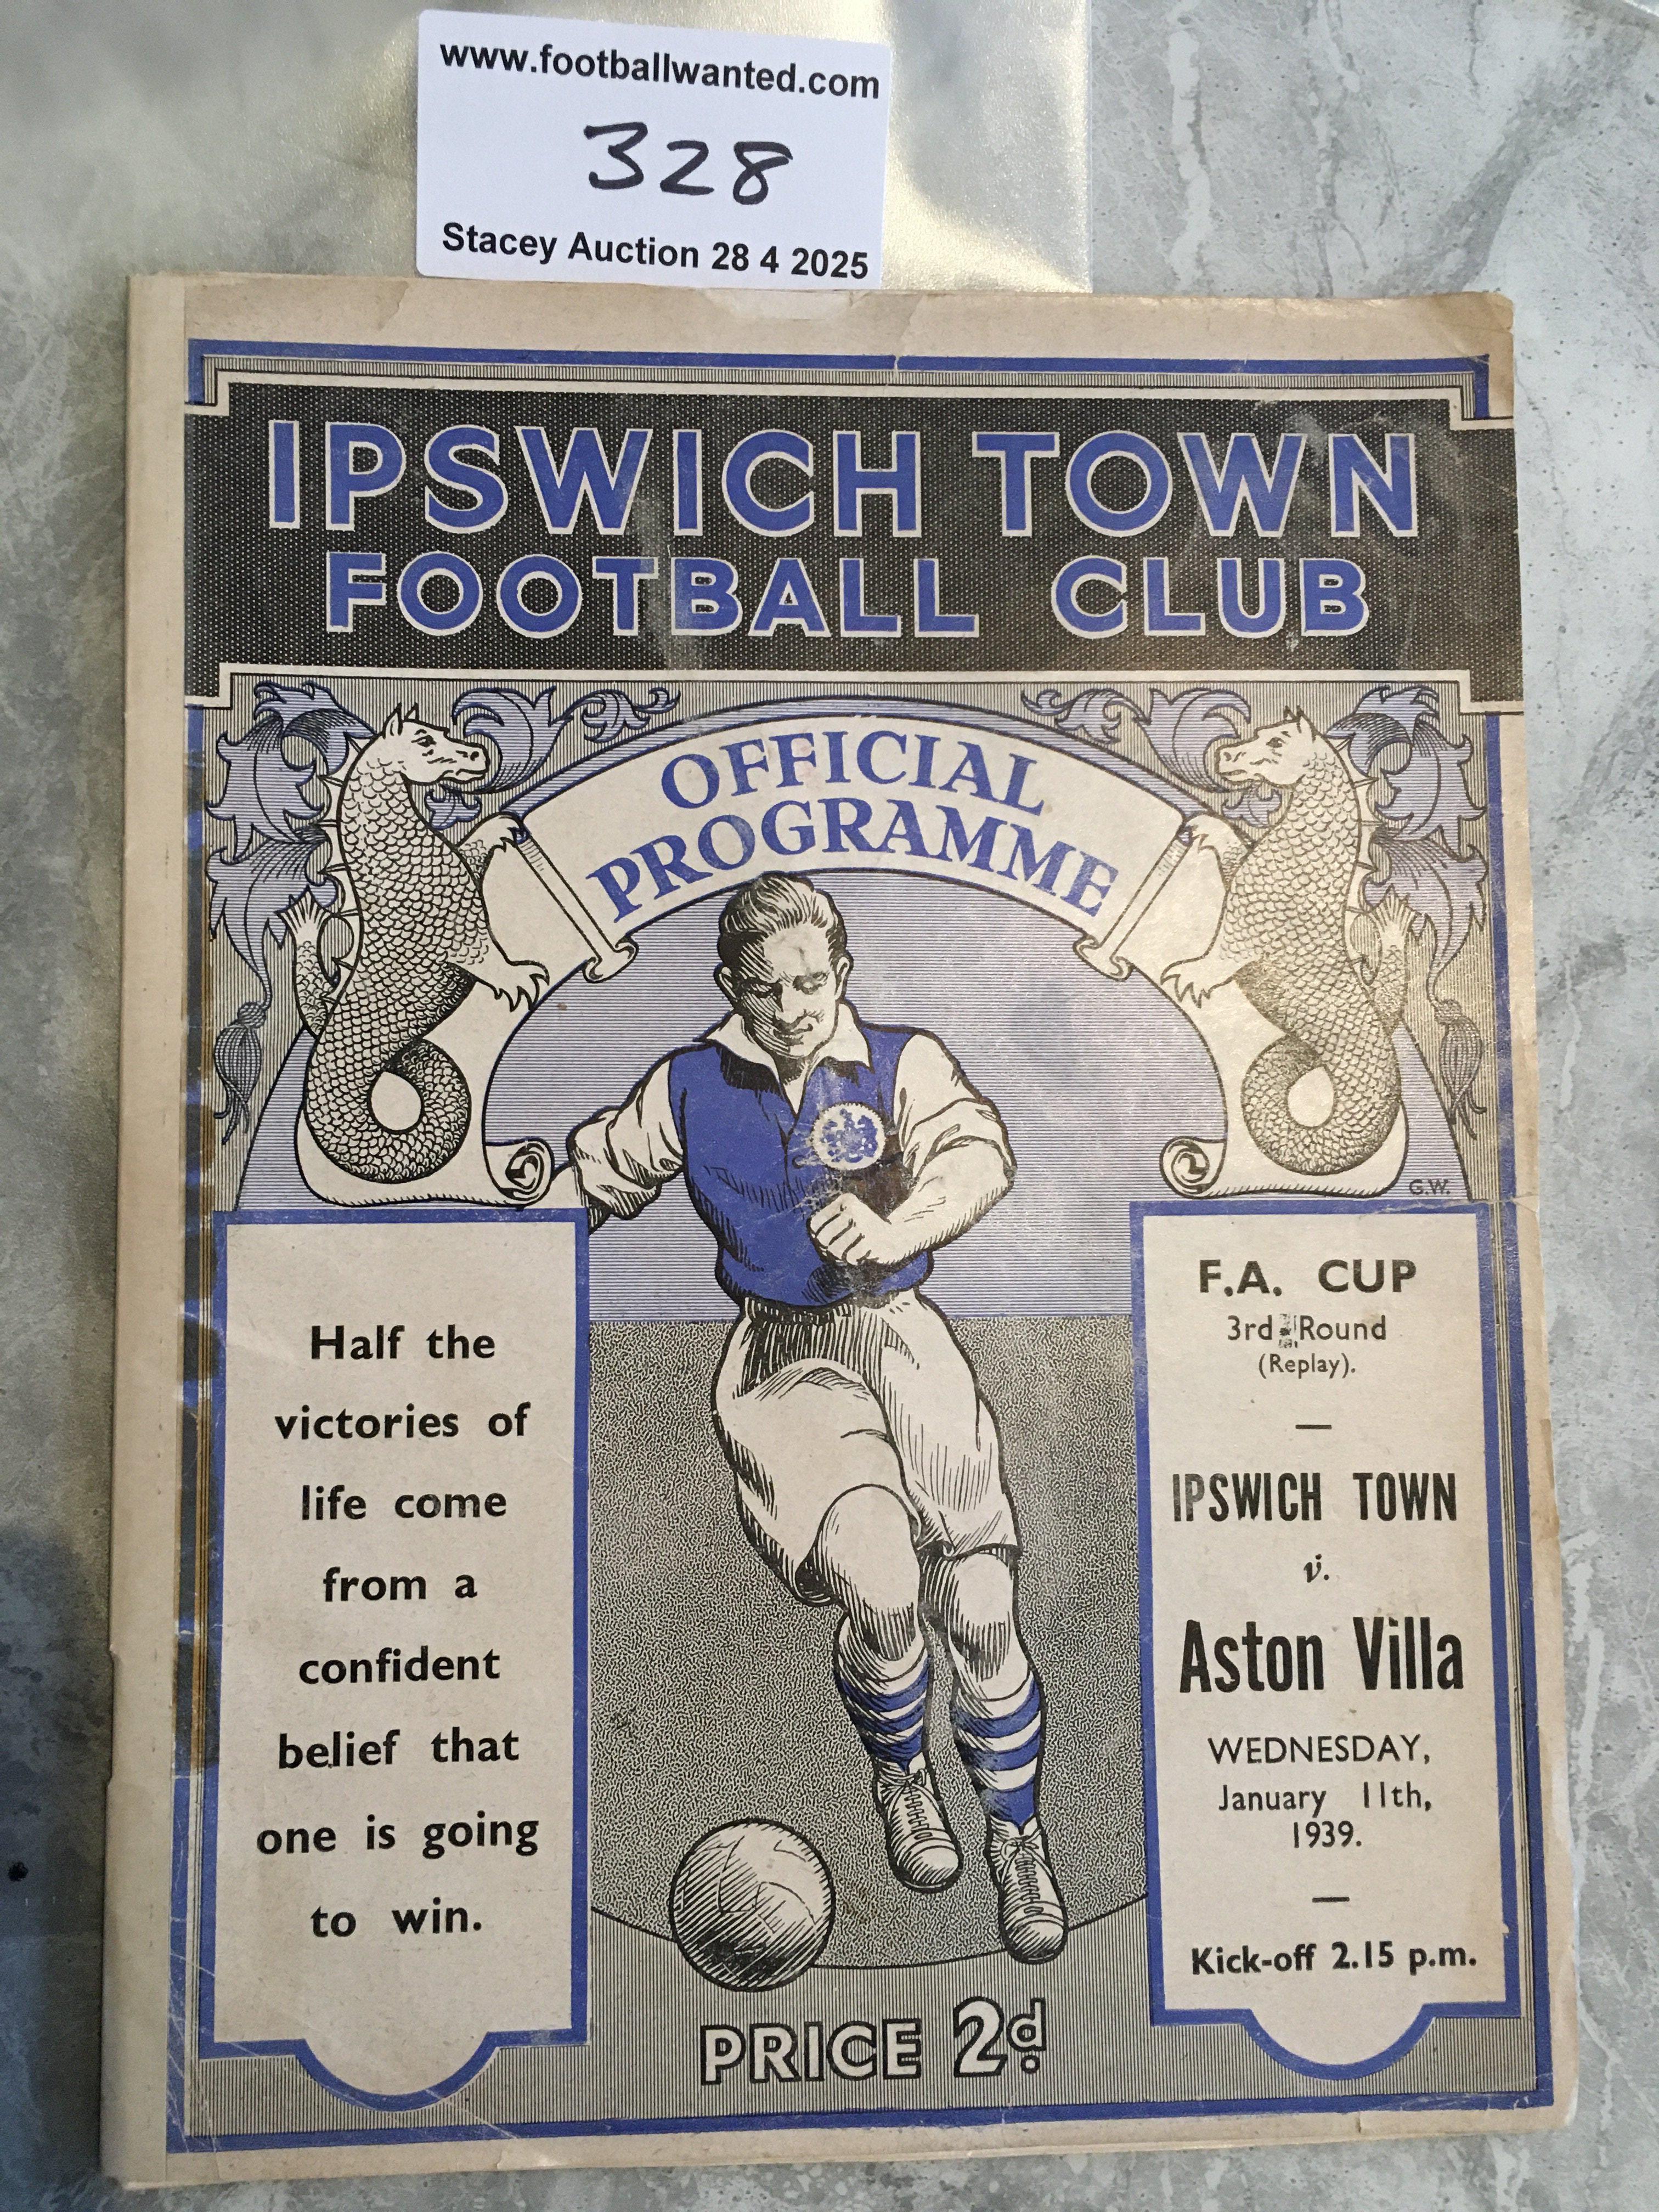 www.footballwanted.com
328
Stacey Auction 28 4 2025
IPSWICH TOWN
FOOTBALL CLUB
OFFICIAL
PROGRAMME
G.W.
Half the
victories of
life come
from a
confident
belief that
one is going
to win.
F.A. CUP
3rd Round
(Replay).
—
IPSWICH TOWN
v.
Aston Villa
WEDNESDAY,
January 11th,
1939.
—
Kick-off 2.15 p.m.
PRICE 2d.